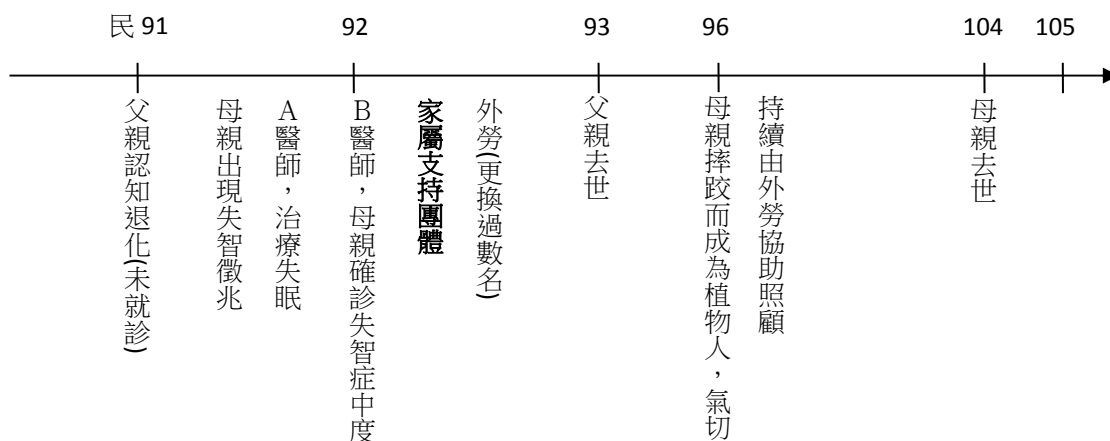 民 91
92
93
96
104
105
父親認知退化(未就診)
母親出現失智徵兆
A醫師，治療失眠
B醫師，母親確診失智症中度
家屬支持團體
外勞(更換過數名)
父親去世
母親摔跤而成為植物人，氣切
持續由外勞協助照顧
母親去世